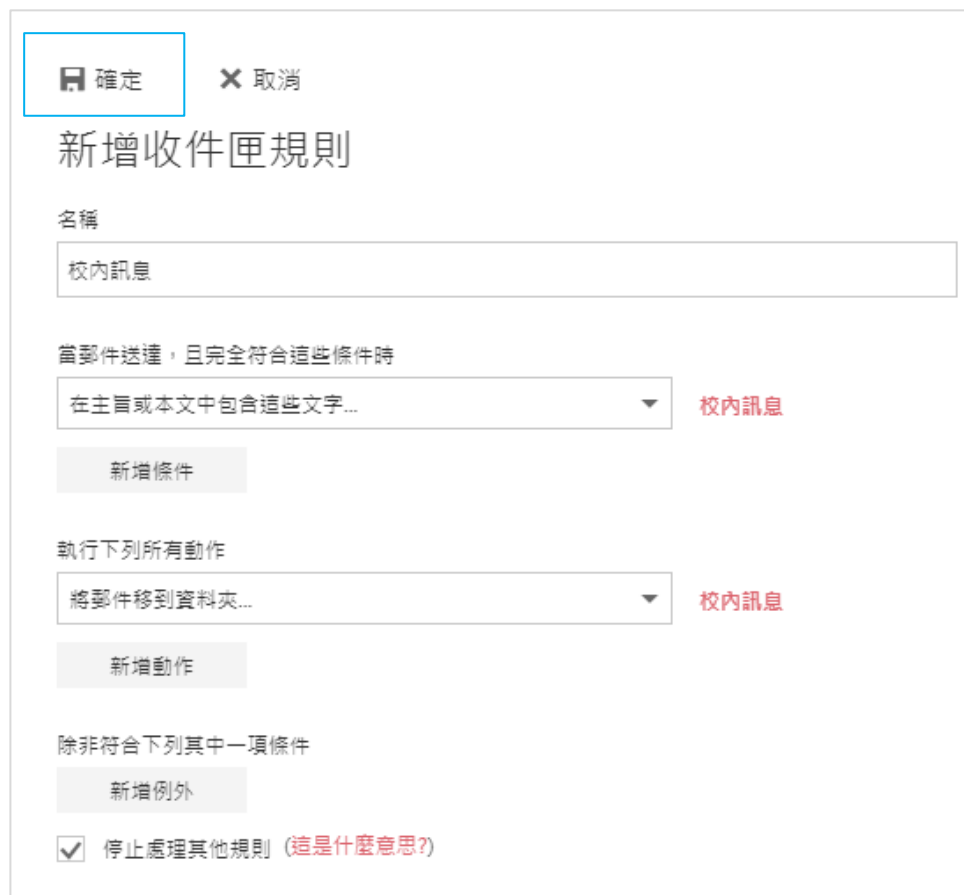 確定 取消
新增收件匣規則
名稱
校內訊息
當郵件送達，且完全符合這些條件時
在主旨或本文中包含這些文字... 校內訊息
新增條件
執行下列所有動作
將郵件移到資料夾... 校內訊息
新增動作
除非符合下列其中一項條件
新增例外
停止處理其他規則 (這是什麼意思?)